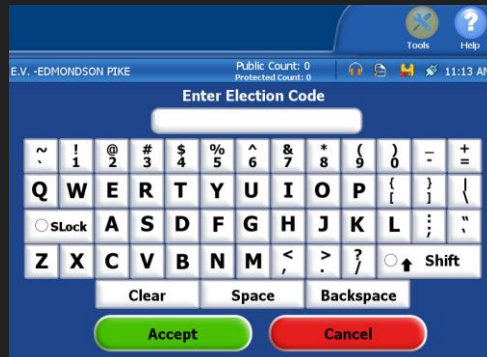 Tools Help
E.V. -EDMONDSON PIKE Public Count: 0 11:13 AM
Protected Count: 0
Enter Election Code
~ ! @ # $ % ^ & * ( ) _ +
` 1 2 3 4 5 6 7 8 9 0 - =
Q W E R T Y U I O P { } |
[ ] \
SLock A S D F G H J K L : "
; '
Z X C V B N M < > ? Shift
, . /
Clear Space Backspace
Accept Cancel